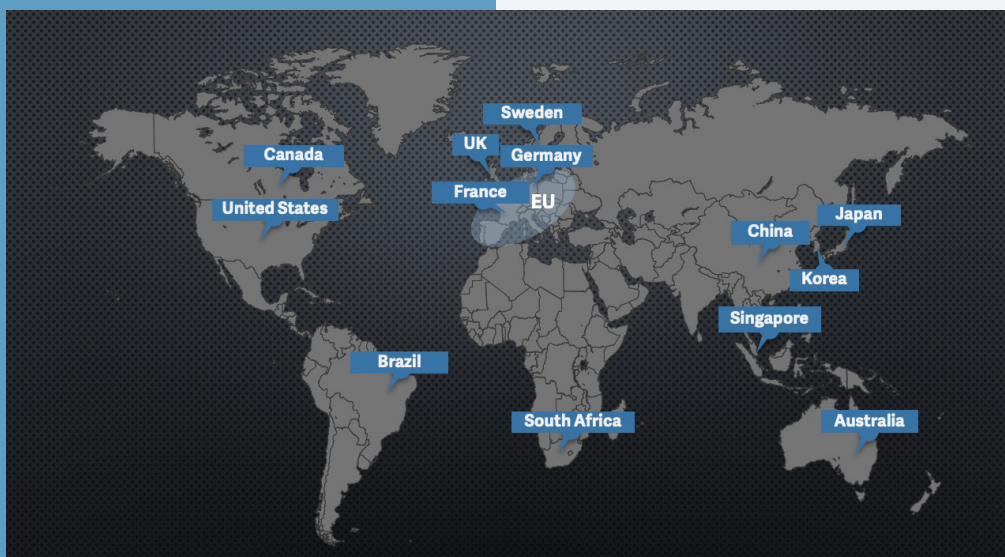 Sweden
UK
Germany
Canada
France
EU
United States
Japan
China
Korea
Singapore
Brazil
South Africa
Australia